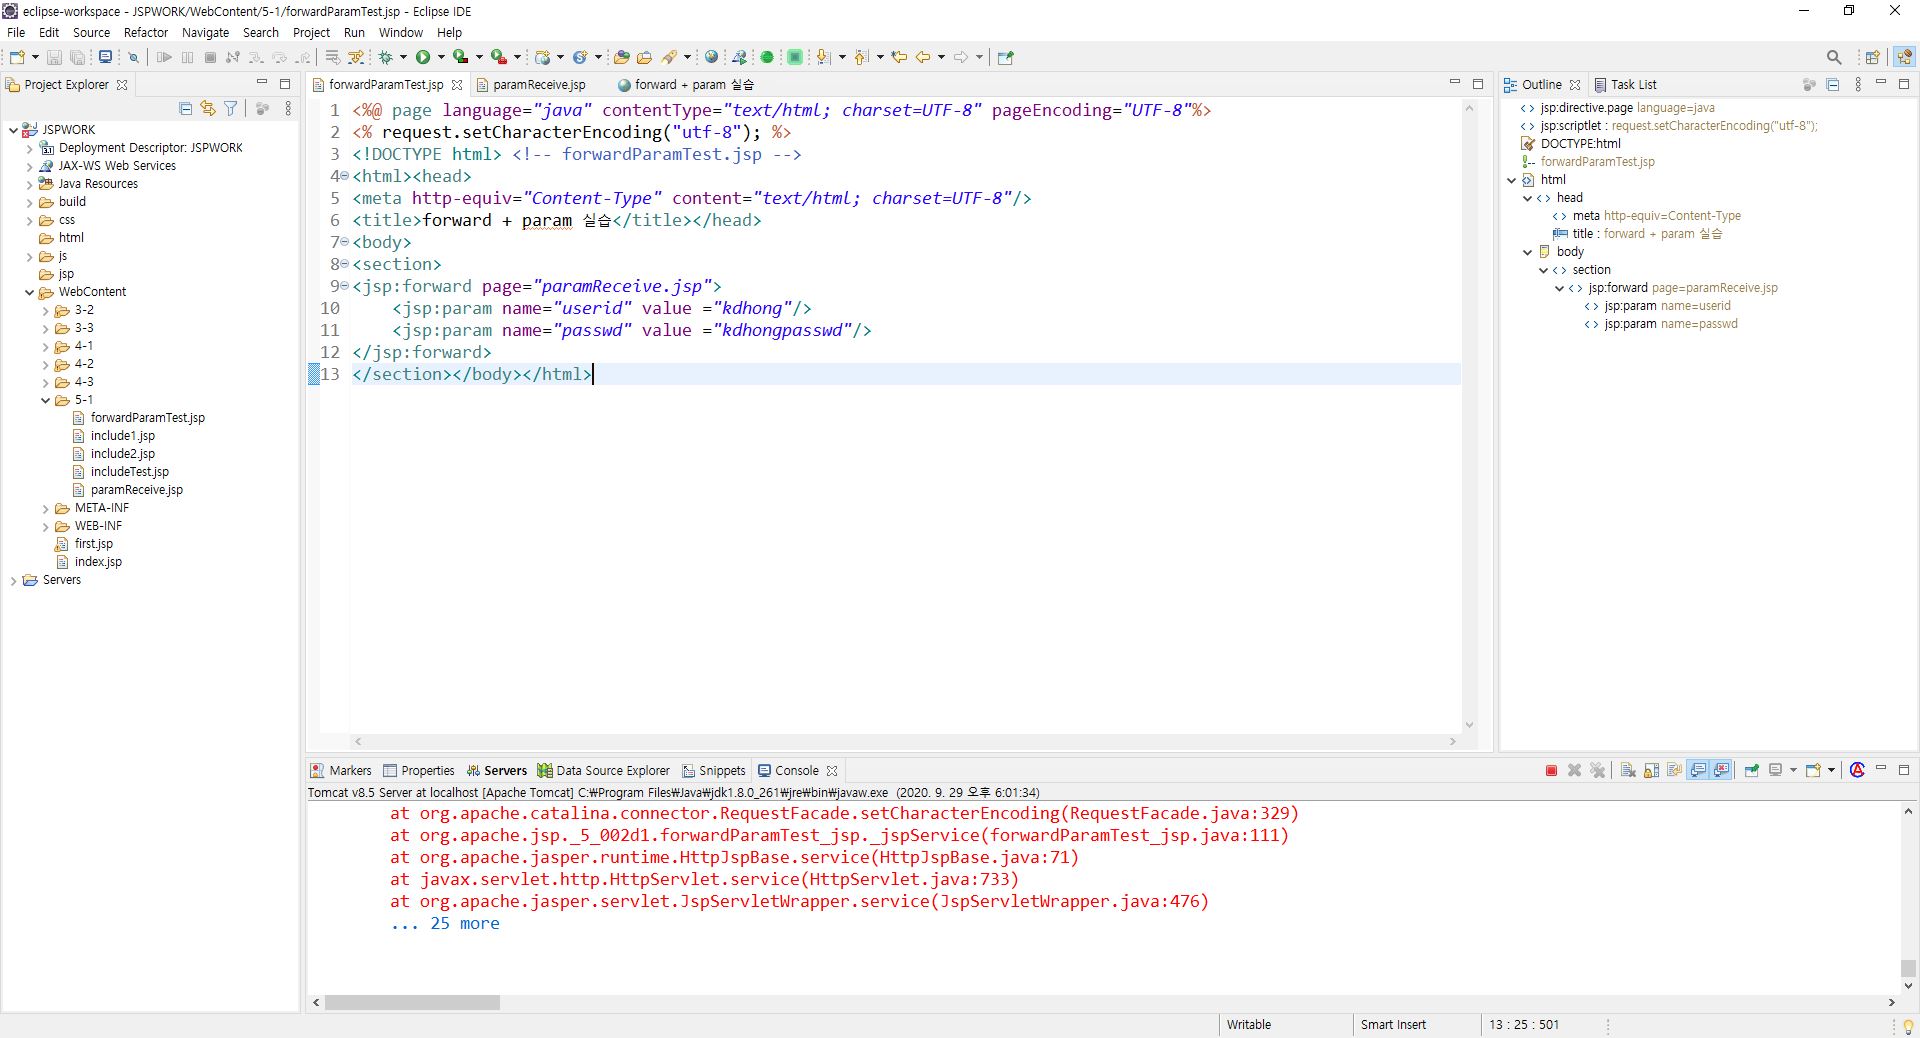 eclipse-workspace - JSPWORK/WebContent/5-1/forwardParamTest.jsp - Eclipse IDE
File Edit Source Refactor Navigate Search Project Run Window Help
Project Explorer
JSPWORK
Deployment Descriptor: JSPWORK
JAX-WS Web Services
Java Resources
build
css
html
js
jsp
WebContent
3-2
3-3
4-1
4-2
4-3
5-1
forwardParamTest.jsp
include1.jsp
include2.jsp
includeTest.jsp
paramReceive.jsp
META-INF
WEB-INF
first.jsp
index.jsp
Servers
forwardParamTest.jsp paramReceive.jsp forward + param 실습
1 <%@ page language="java" contentType="text/html; charset=UTF-8" pageEncoding="UTF-8"%>
2 <% request.setCharacterEncoding("utf-8"); %>
3 <!DOCTYPE html> <!-- forwardParamTest.jsp -->
4 <html><head>
5 <meta http-equiv="Content-Type" content="text/html; charset=UTF-8"/>
6 <title>forward + param 실습</title></head>
7 <body>
8 <section>
9 <jsp:forward page="paramReceive.jsp">
10 <jsp:param name="userid" value ="kdhong"/>
11 <jsp:param name="passwd" value ="kdhongpasswd"/>
12 </jsp:forward>
13 </section></body></html>
Outline Task List
jsp:directive.page language=java
jsp:scriptlet : request.setCharacterEncoding("utf-8");
DOCTYPE:html
forwardParamTest.jsp
html
head
meta http-equiv=Content-Type
title : forward + param 실습
body
section
jsp:forward page=paramReceive.jsp
jsp:param name=userid
jsp:param name=passwd
Markers Properties Servers Data Source Explorer Snippets Console
Tomcat v8.5 Server at localhost [Apache Tomcat] C:₩Program Files₩Java₩jdk1.8.0_261₩jre₩bin₩javaw.exe (2020. 9. 29 오후 6:01:34)
at org.apache.catalina.connector.RequestFacade.setCharacterEncoding(RequestFacade.java:329)
at org.apache.jsp._5_002d1.forwardParamTest_jsp._jspService(forwardParamTest_jsp.java:111)
at org.apache.jasper.runtime.HttpJspBase.service(HttpJspBase.java:71)
at javax.servlet.http.HttpServlet.service(HttpServlet.java:733)
at org.apache.jasper.servlet.JspServletWrapper.service(JspServletWrapper.java:476)
... 25 more
Writable Smart Insert 13 : 25 : 501